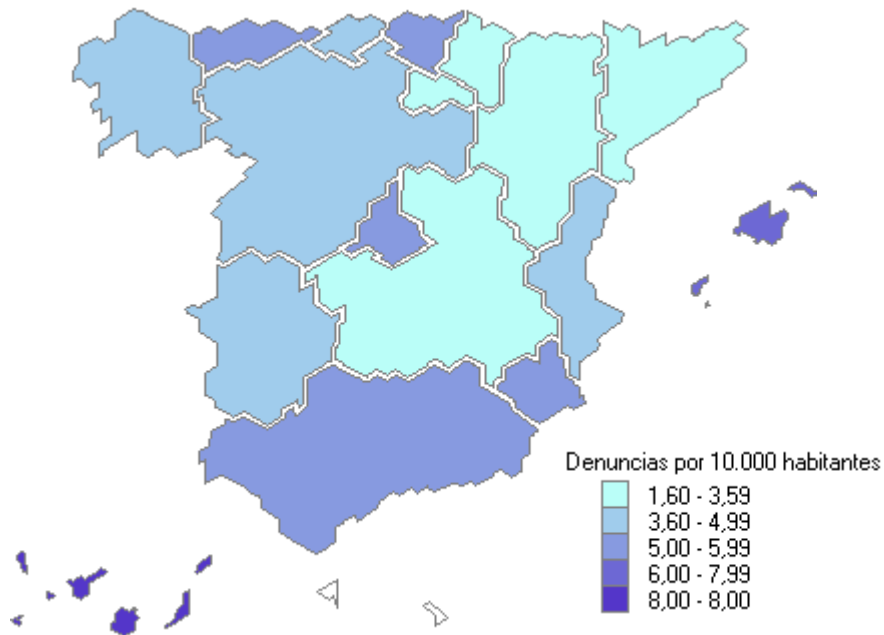 Denuncias por 10.000 habitantes
1,60 - 3,59
3,60 - 4,99
5,00 - 5,99
6,00 - 7,99
8,00 - 8,00